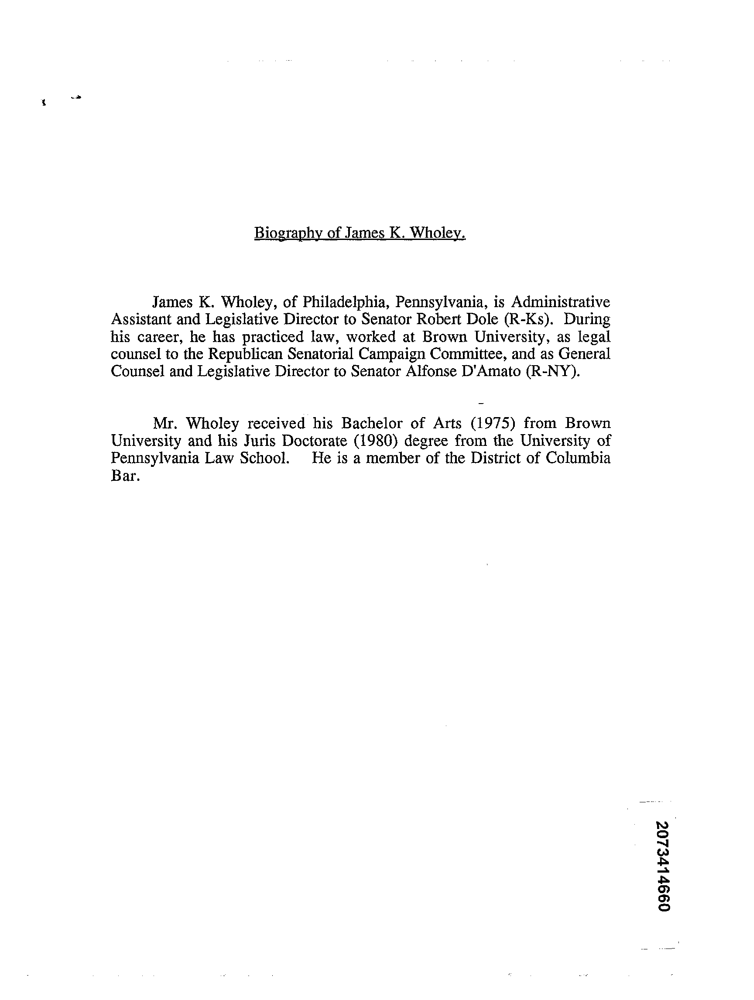 Biography of James K. Wholey.
James K. Wholey, of Philadelphia, Pennsylvania, is Administrative
Assistant and Legislative Director to Senator Robert Dole (R-Ks). During
his career, he has practiced law, worked at Brown University, as legal
counsel to the Republican Senatorial Campaign Committee, and as General
Counsel and Legislative Director to Senator Alfonse D'Amato (R-NY).
Mr. Wholey received his Bachelor of Arts (1975) from Brown
University and his Juris Doctorate (1980) degree from the University of
Pennsylvania Law School. He is a member of the District of Columbia
Bar.
2073414660